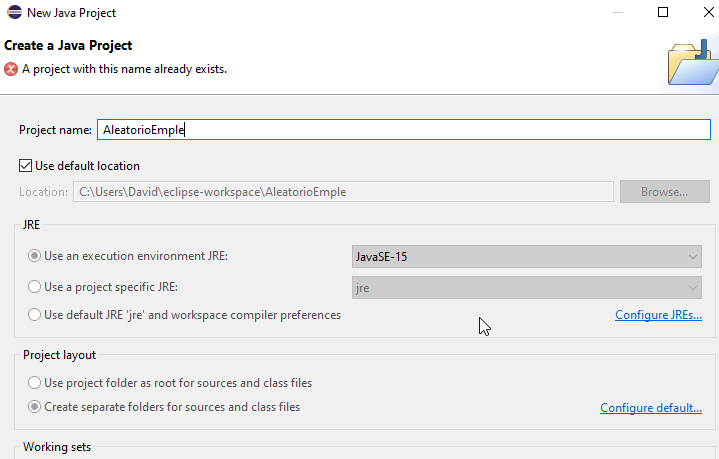 New Java Project
Create a Java Project
A project with this name already exists.
Project name: AleatorioEmple
Use default location
Location: C:\Users\David\eclipse-workspace\AleatorioEmple Browse...
JRE
Use an execution environment JRE: JavaSE-15
Use a project specific JRE: jre
Use default JRE 'jre' and workspace compiler preferences Configure JREs...
Project layout
Use project folder as root for sources and class files
Create separate folders for sources and class files Configure default...
Working sets